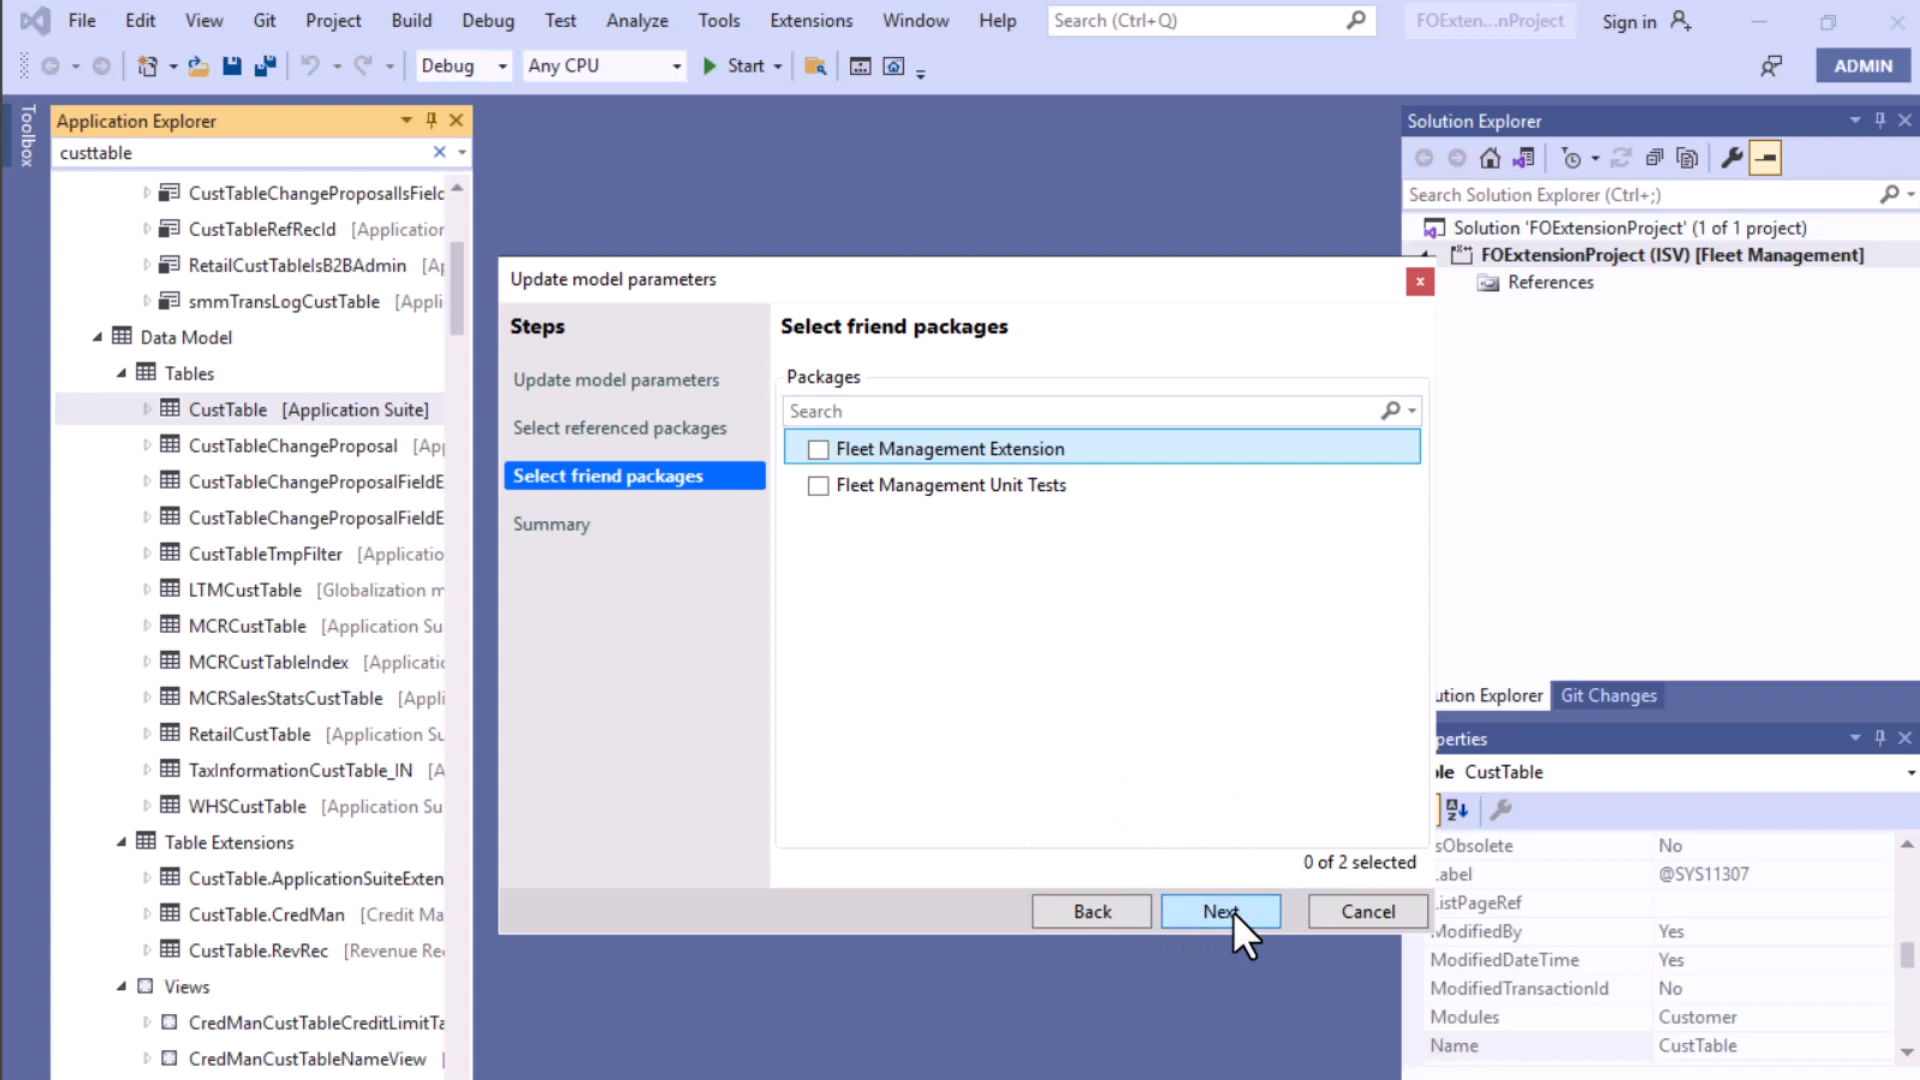 File Edit View Git Project Build Debug Test Analyze Tools Extensions Window Help Search (Ctrl+Q) FOExten...nProject Sign in
Debug Any CPU Start ADMIN
Toolbox
Application Explorer
custtable
CustTableChangeProposalIsField
CustTableRefRecId [Application
RetailCustTableIsB2BAdmin [Ap
smmTransLogCustTable [Appli
Data Model
Tables
CustTable [Application Suite]
CustTableChangeProposal [Ap
CustTableChangeProposalFieldE
CustTableChangeProposalFieldE
CustTableTmpFilter [Applicatio
LTMCustTable [Globalization m
MCRCustTable [Application Su
MCRCustTableIndex [Applicatio
MCRSalesStatsCustTable [Appli
RetailCustTable [Application Su
TaxInformationCustTable_IN [A
WHSCustTable [Application Su
Table Extensions
CustTable.ApplicationSuiteExten
CustTable.CredMan [Credit Ma
CustTable.RevRec [Revenue Re
Views
CredManCustTableCreditLimitTa
CredManCustTableNameView [
Update model parameters
Steps
Update model parameters
Select referenced packages
Select friend packages
Summary
Select friend packages
Packages
Search
Fleet Management Extension
Fleet Management Unit Tests
0 of 2 selected
Back Next Cancel
Solution Explorer
Search Solution Explorer (Ctrl+;)
Solution 'FOExtensionProject' (1 of 1 project)
FOExtensionProject (ISV) [Fleet Management]
References
ution Explorer Git Changes
perties
ble CustTable
sObsolete No
Label @SYS11307
ListPageRef
ModifiedBy Yes
ModifiedDateTime Yes
ModifiedTransactionId No
Modules Customer
Name CustTable